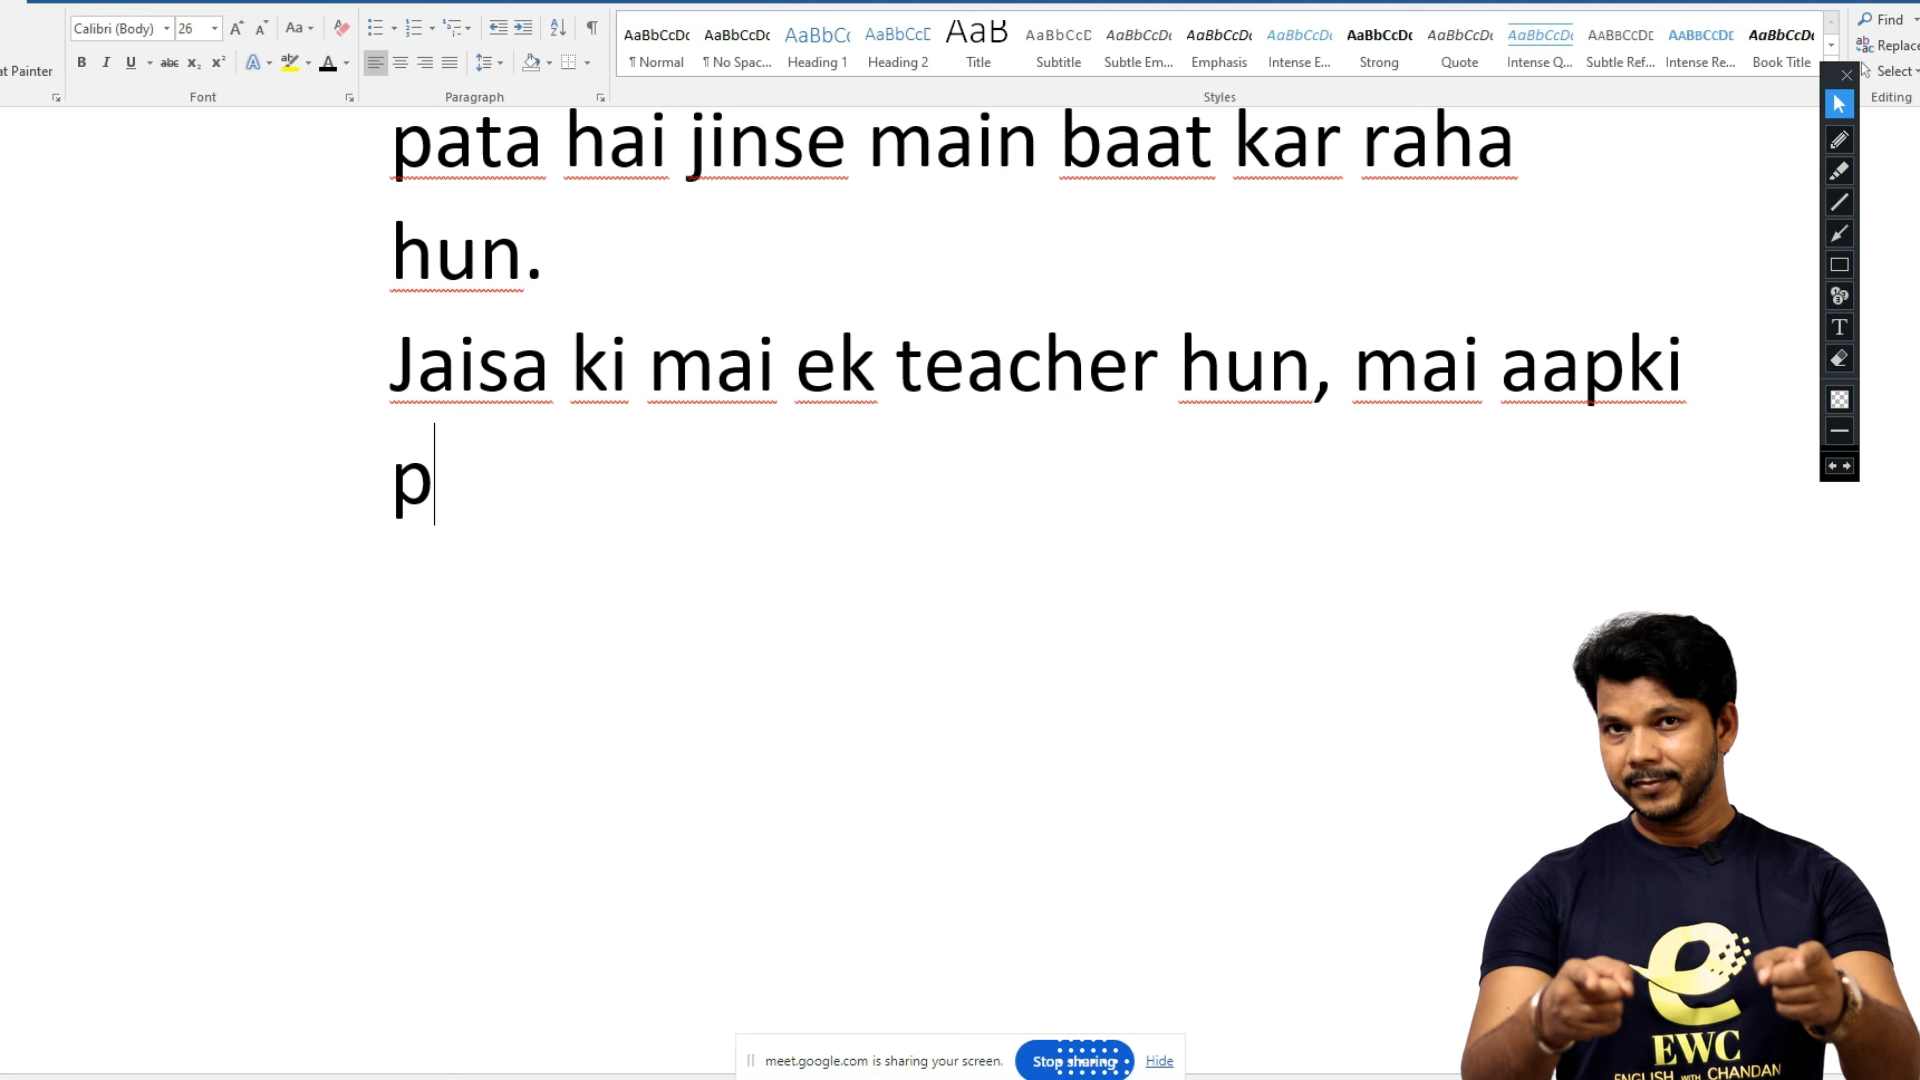 Calibri (Body) 26 Aa Find
Replace
at Painter Select
AaBbCcDc AaBbCcDc AaBbC AaBbCcD AaB AaBbCcD AaBbCcDc AaBbCcDc AaBbCcDc AaBbCcDc AaBbCcDc AaBbCcDc AABBCCDE AABBCCDE AaBbCcDc
¶ Normal ¶ No Spac... Heading 1 Heading 2 Title Subtitle Subtle Em... Emphasis Intense E... Strong Quote Intense Q... Subtle Ref... Intense Re... Book Title
Font Paragraph Styles Editing
pata hai jinse main baat kar raha
hun.
Jaisa ki mai ek teacher hun, mai aapki
p
EWC
ENGLISH WITH CHANDAN
meet.google.com is sharing your screen. Stop sharing Hide